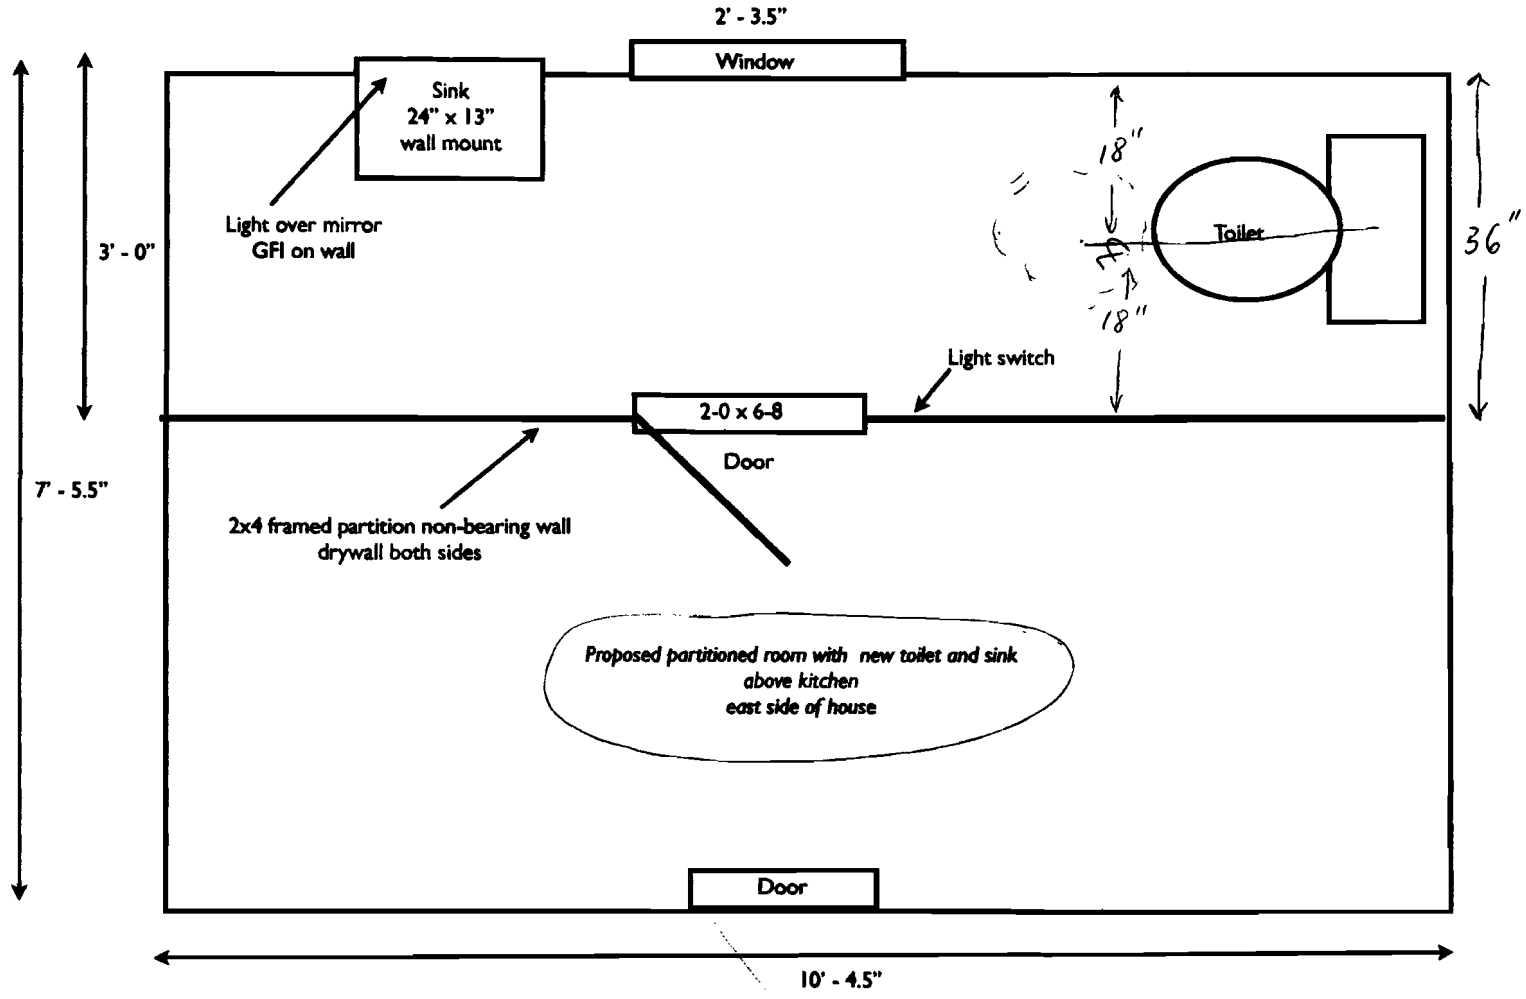 2' - 3.5"
Window
Sink
24" x 13"
wall mount
18"
Light over mirror
GFI on wall
Toilet
3' - 0"
36"
18"
Light switch
2-0 x 6-8
Door
7' - 5.5"
2x4 framed partition non-bearing wall
drywall both sides
Proposed partitioned room with new toilet and sink
above kitchen
east side of house
Door
10' - 4.5"